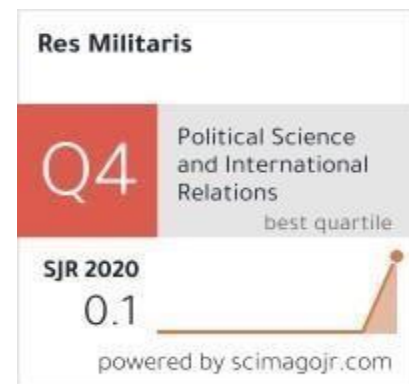 Res Militaris
Q4
Political Science
and International
Relations
best quartile
SJR 2020
0.1
powered by scimagojr.com